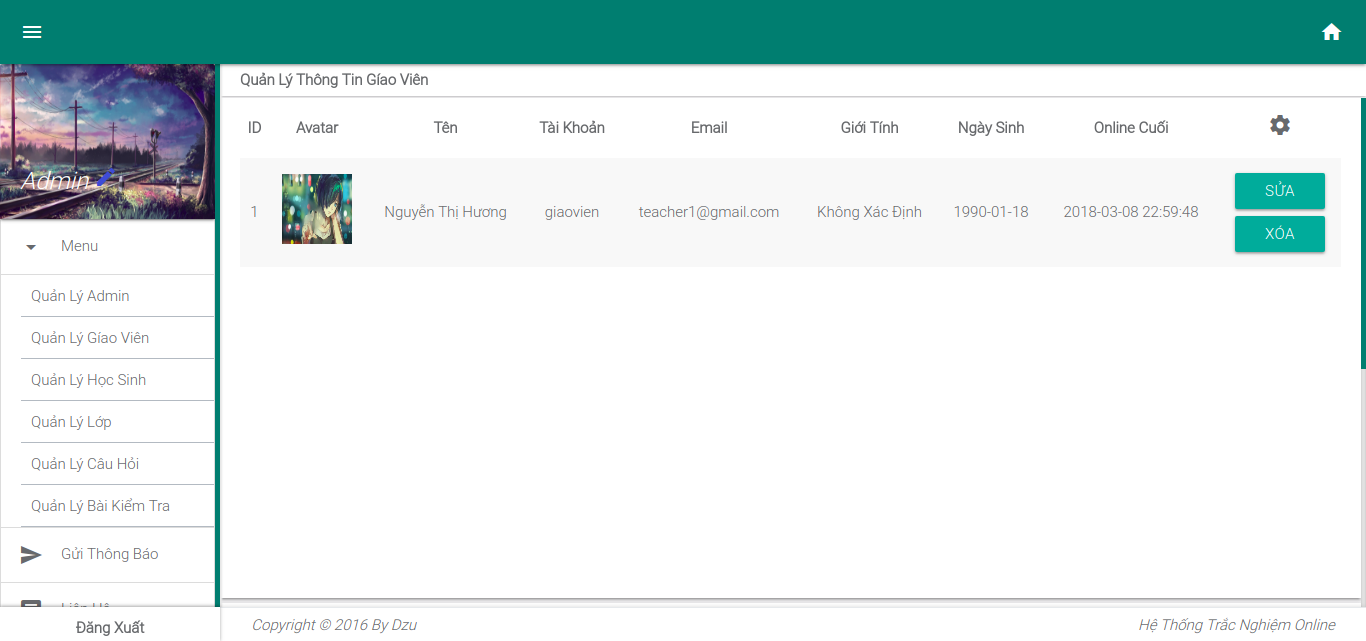 Quản Lý Thông Tin Gíao Viên
Admin
ID Avatar Tên Tài Khoản Email Giới Tính Ngày Sinh Online Cuối
1 Nguyễn Thị Hương giaovien teacher1@gmail.com Không Xác Định 1990-01-18 2018-03-08 22:59:48
SỬA
XÓA
Menu
Quản Lý Admin
Quản Lý Gíao Viên
Quản Lý Học Sinh
Quản Lý Lớp
Quản Lý Câu Hỏi
Quản Lý Bài Kiểm Tra
Gửi Thông Báo
Đăng Xuất
Copyright © 2016 By Dzu
Hệ Thống Trắc Nghiệm Online